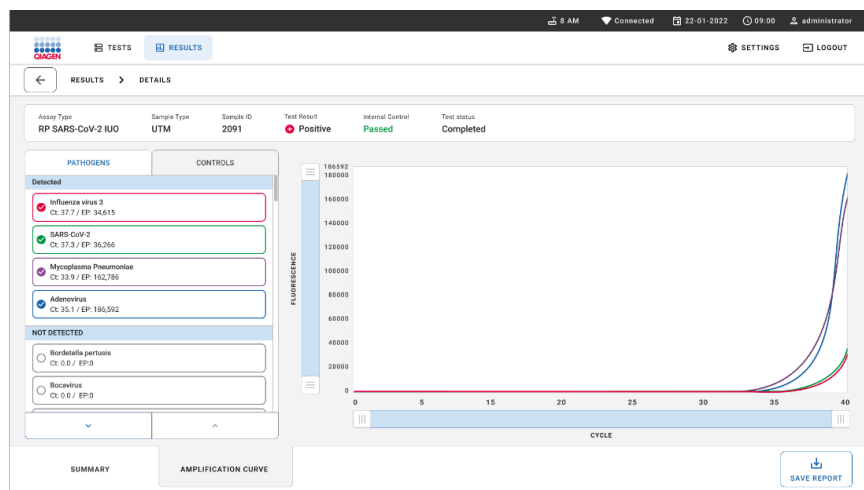 8 AM Connected 22-01-2022 09:00 administrator
QIAGEN TESTS RESULTS SETTINGS LOGOUT
RESULTS > DETAILS
Assay Type Sample Type Sample ID Test Result Internal Control Test status
RP SARS-CoV-2 IUO UTM 2091 Positive Passed Completed
PATHOGENS CONTROLS
Detected
Influenza virus 3
Ct: 37.7 / EP: 34,615
SARS-CoV-2
Ct: 37.3 / EP: 36,266
Mycoplasma Pneumoniae
Ct: 33.9 / EP: 162,786
Adenovirus
Ct: 35.1 / EP: 186,592
NOT DETECTED
Bordetella pertusis
Ct: 0.0 / EP:0
Bocavirus
Ct: 0.0 / EP:0
FLUORESCENCE
186592
180000
160000
140000
120000
100000
80000
60000
40000
20000
0
0 5 15 20 25 30 35 40
CYCLE
SUMMARY AMPLIFICATION CURVE SAVE REPORT